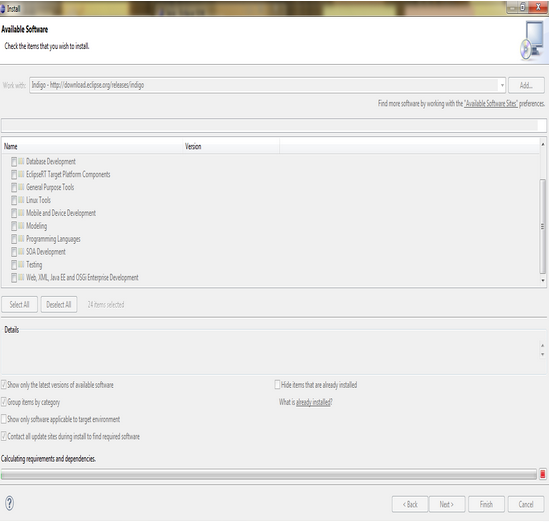 Install
Available Software
Check the items that you wish to install.
Work with: Indigo - http://download.eclipse.org/releases/indigo Add...
Find more software by working with the "Available Software Sites" preferences.
Name Version
Database Development
EclipseRT Target Platform Components
General Purpose Tools
Linux Tools
Mobile and Device Development
Modeling
Programming Languages
SOA Development
Testing
Web, XML, Java EE and OSGi Enterprise Development
Select All Deselect All 24 items selected
Details
Show only the latest versions of available software Hide items that are already installed
Group items by category What is already installed?
Show only software applicable to target environment
Contact all update sites during install to find required software
Calculating requirements and dependencies.
? < Back Next > Finish Cancel